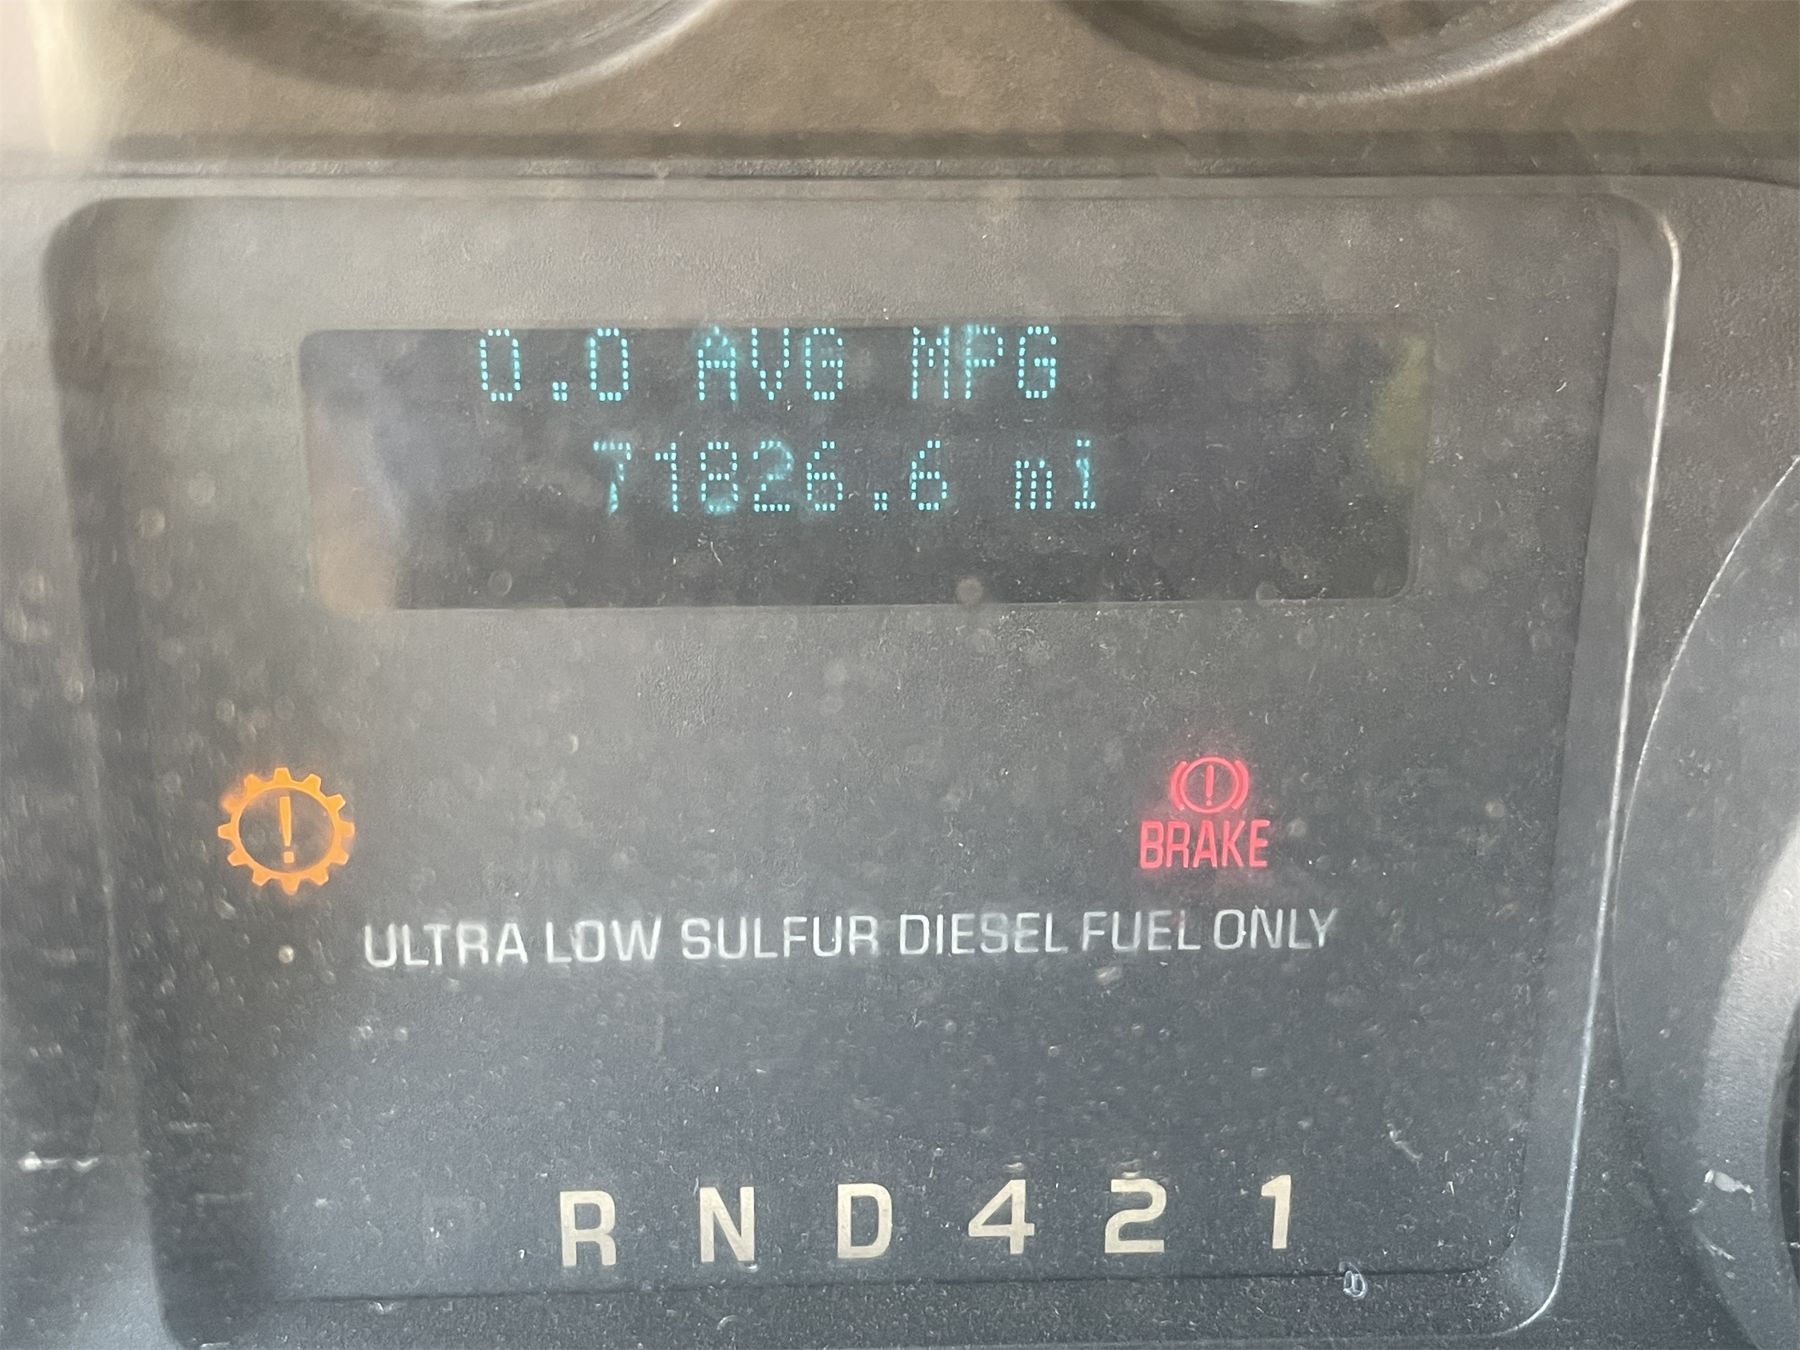 0.0 AVG MPG
71826.6 mi
BRAKE
ULTRA LOW SULFUR DIESEL FUEL ONLY
R N D 4 2 1